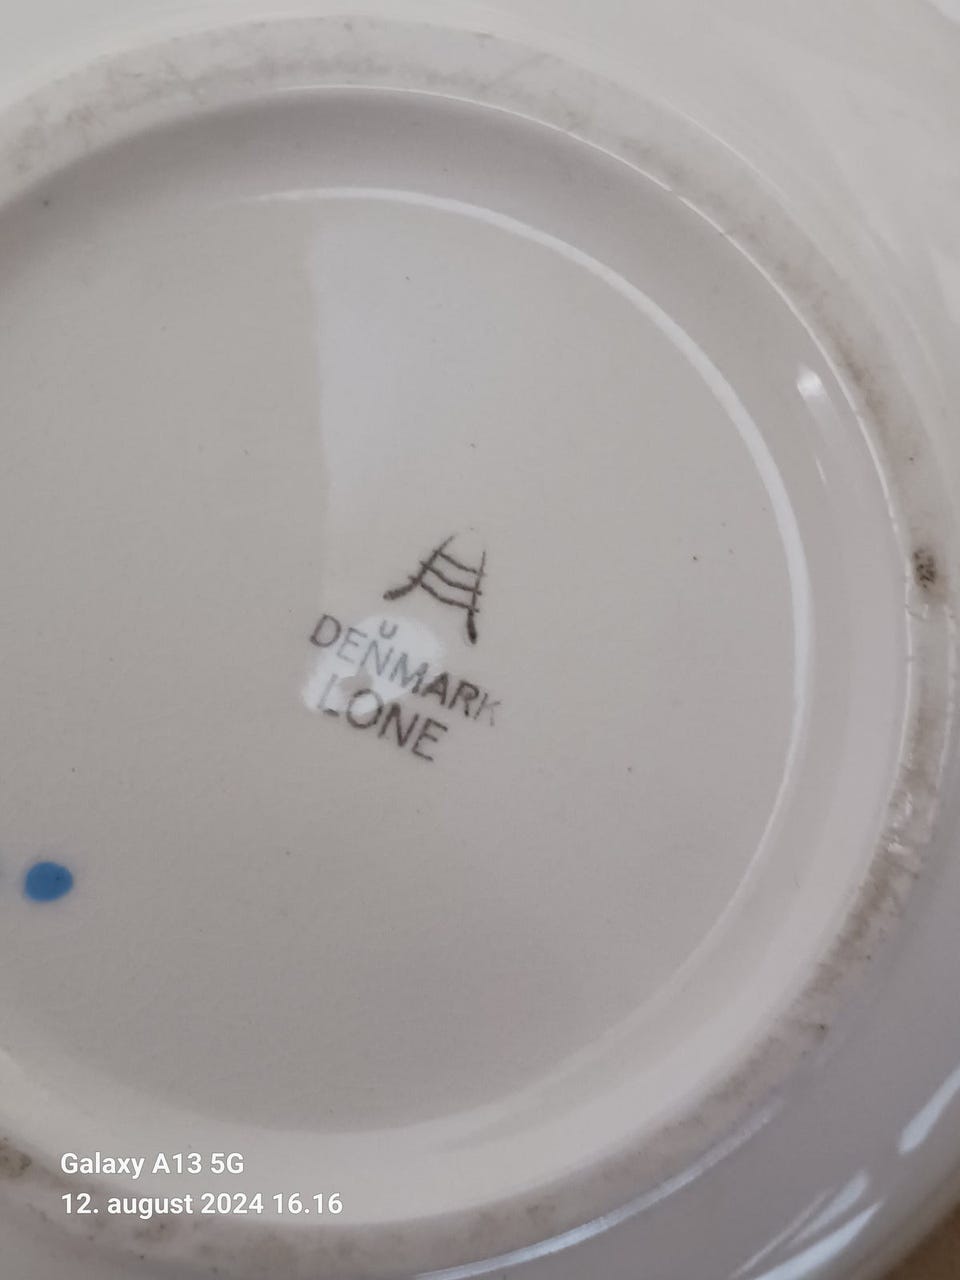 U
DENMARK
LONE
Galaxy A13 5G
12. august 2024 16.16